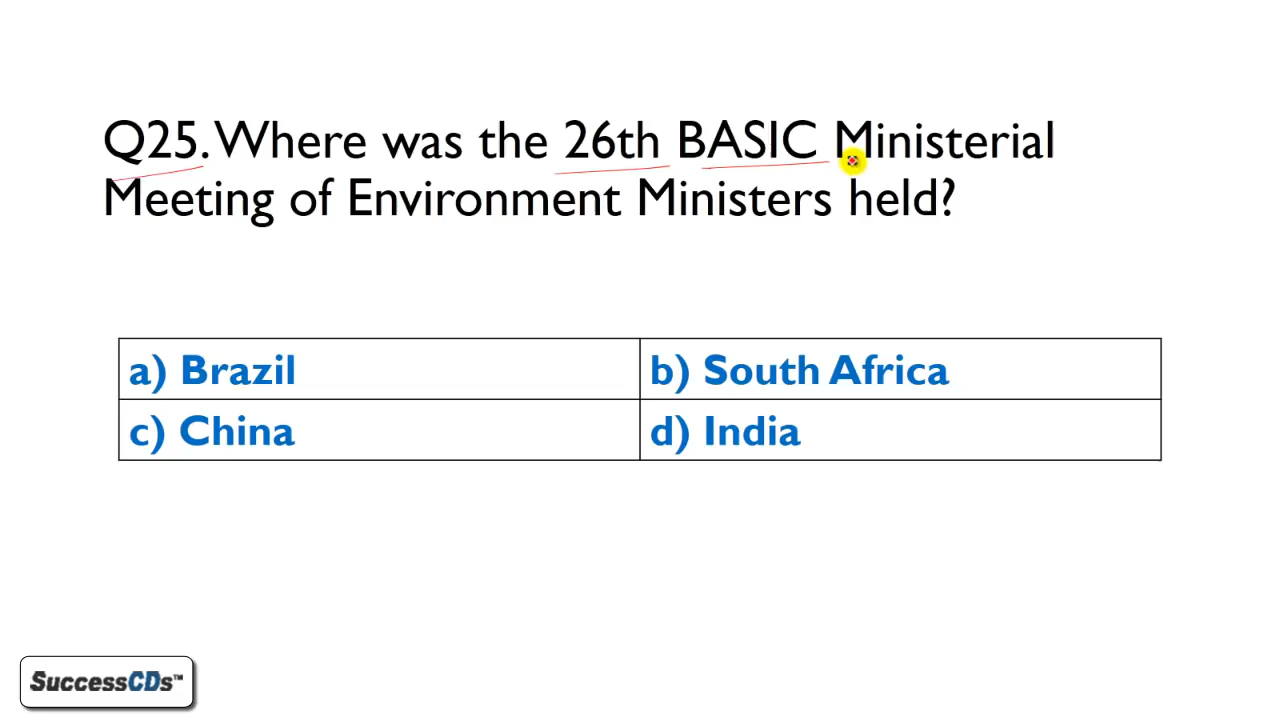 Q25. Where was the 26th BASIC Ministerial
Meeting of Environment Ministers held?
a) Brazil
b) South Africa
c) China
d) India
SuccessCDs™